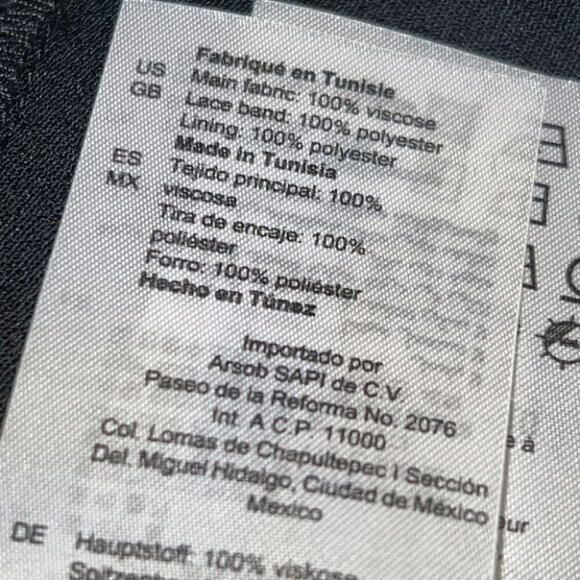 Fabriqué en Tunisie
US Main fabric: 100% viscose
GB Lace band: 100% polyester
Lining: 100% polyester
Made in Tunisia
ES Tejido principal: 100%
MX viscosa
Tira de encaje: 100%
poliéster
Forro: 100% poliéster
Hecho en Túnez
Importado por
Arsob SAPI de C.V.
Paseo de la Reforma No. 2076
Int. A C.P. 11000
Col. Lomas de Chapultepec I Sección
Del. Miguel Hidalgo, Ciudad de México
Mexico
DE Hauptstoff: 100% viskose
à